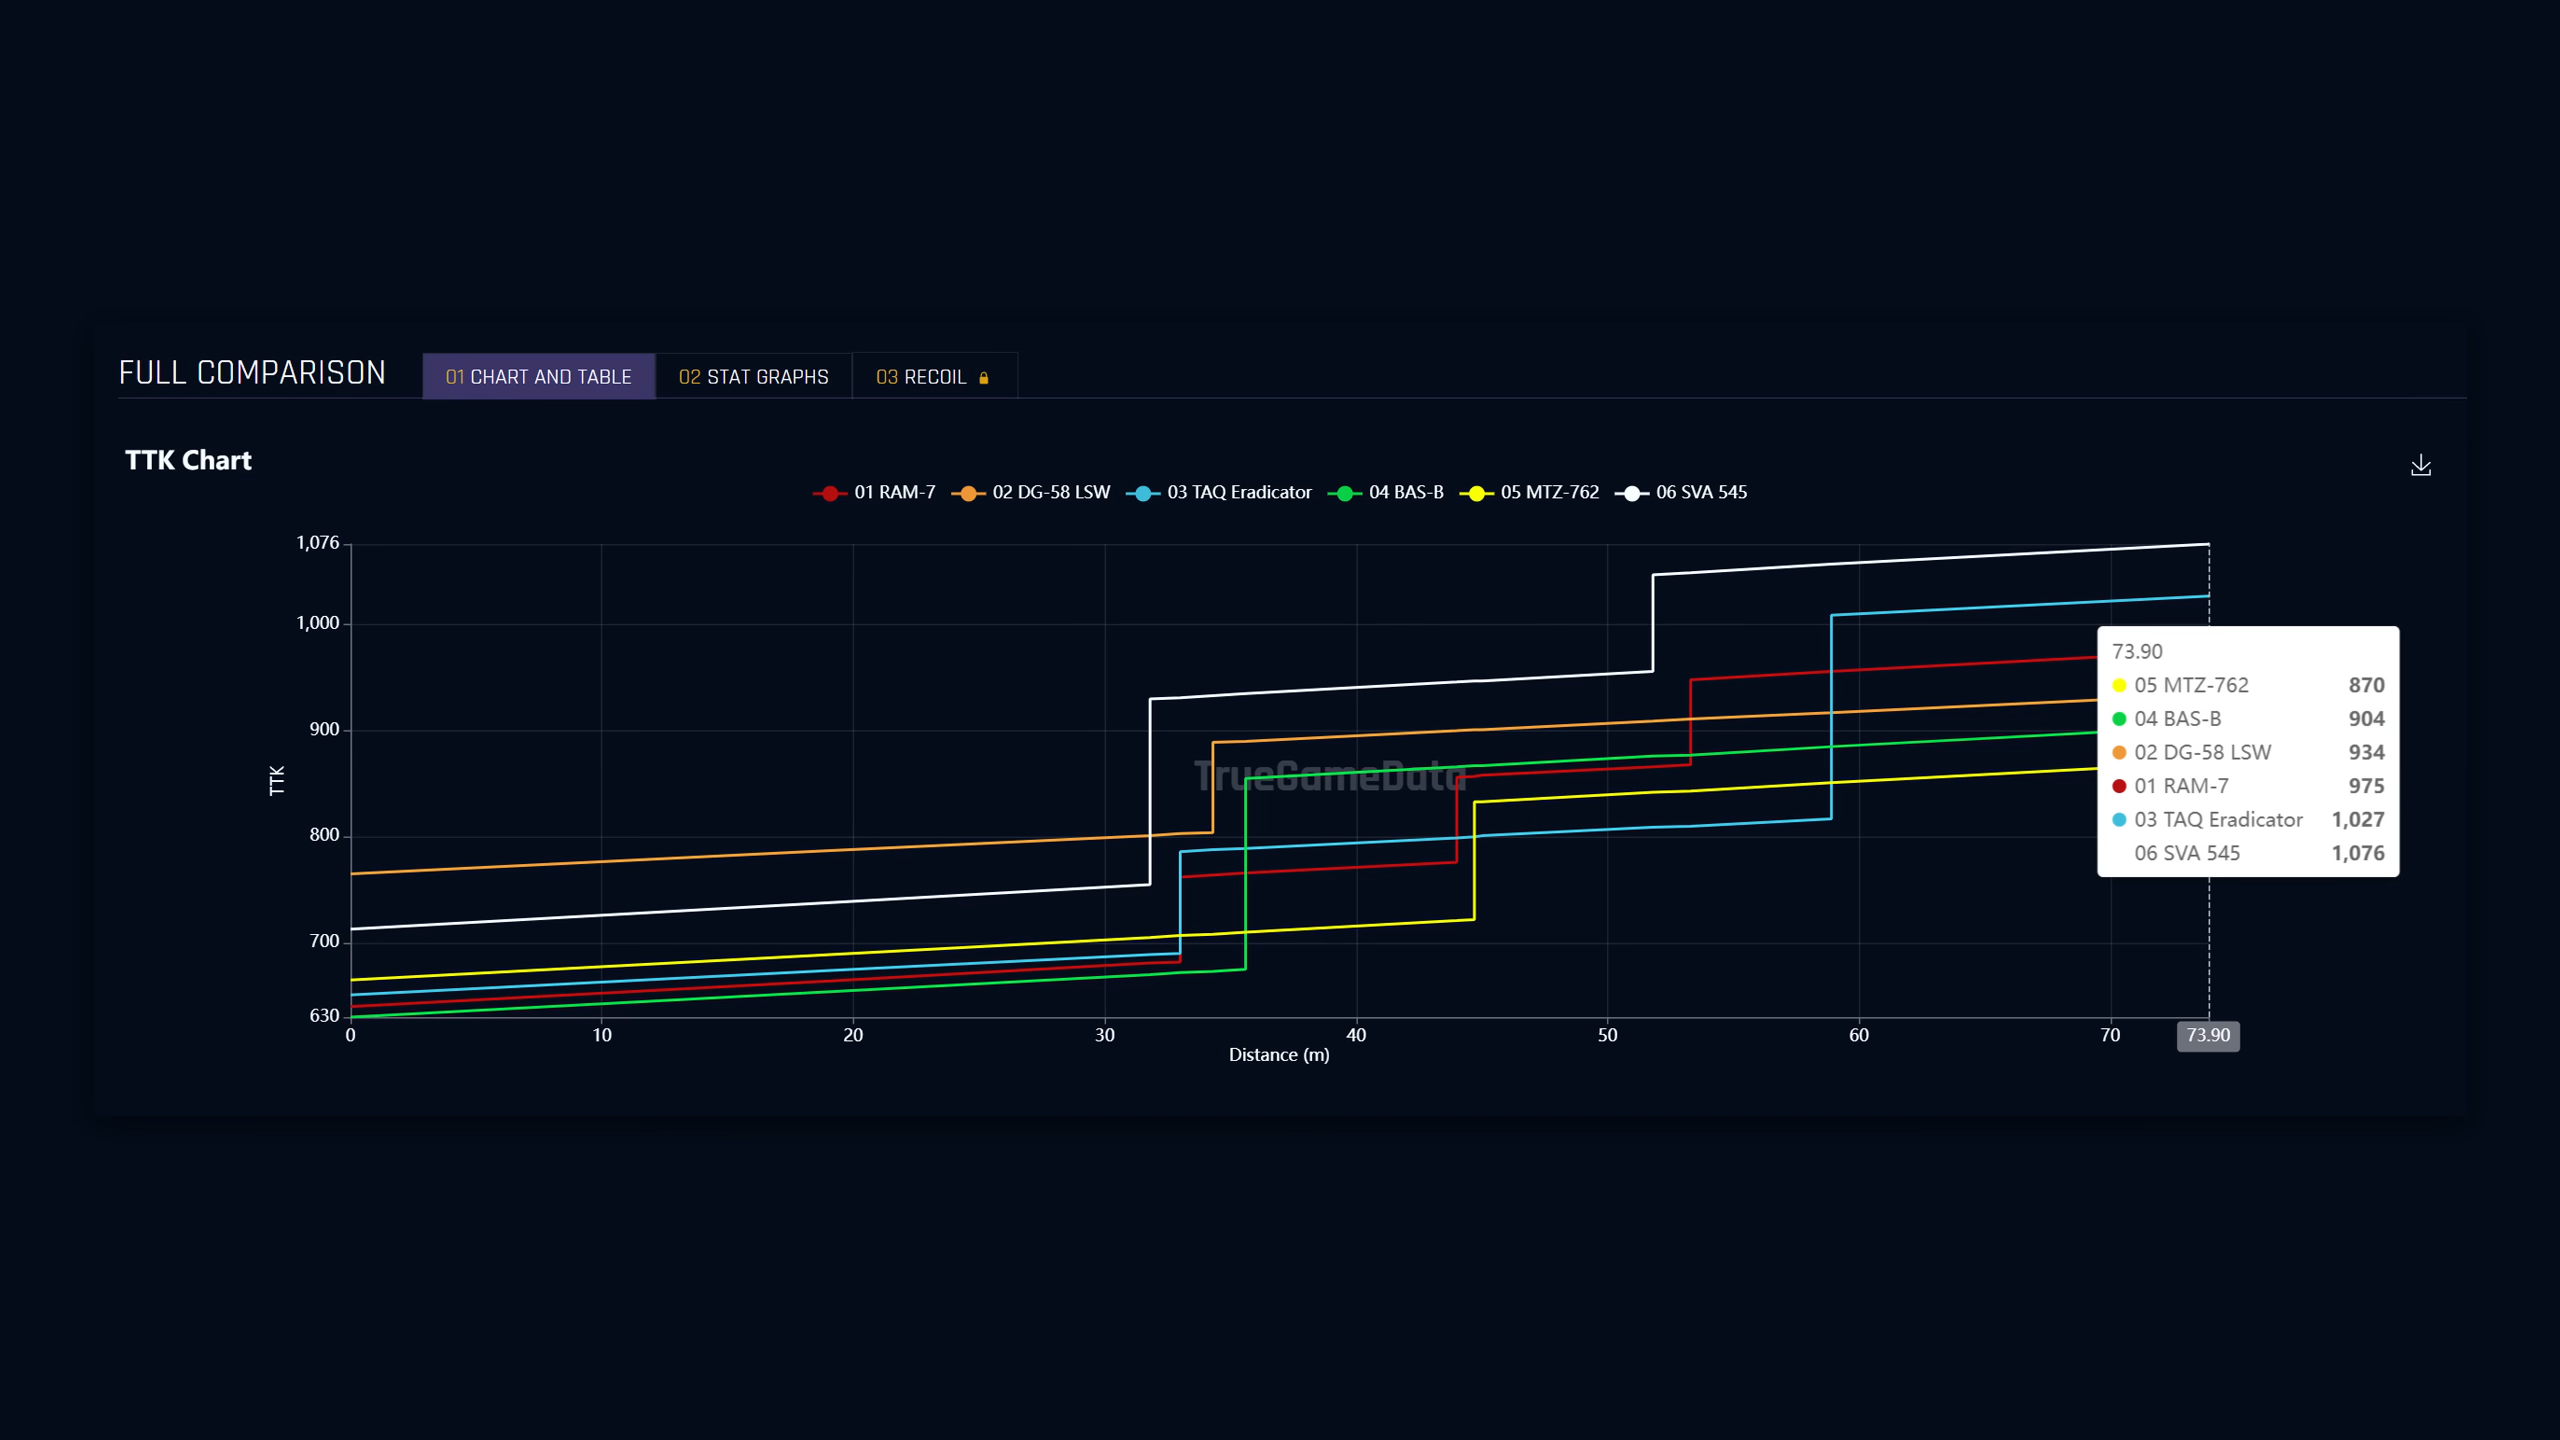 FULL COMPARISON
01 CHART AND TABLE
02 STAT GRAPHS
03 RECOIL
TTK Chart
01 RAM-7
02 DG-58 LSW
03 TAQ Eradicator
04 BAS-B
05 MTZ-762
06 SVA 545
1,076
1,000
900
800
700
630
TTK
TrueGameData
0
10
20
30
40
50
60
70
73.90
Distance (m)
73.90
05 MTZ-762 870
04 BAS-B 904
02 DG-58 LSW 934
01 RAM-7 975
03 TAQ Eradicator 1,027
06 SVA 545 1,076